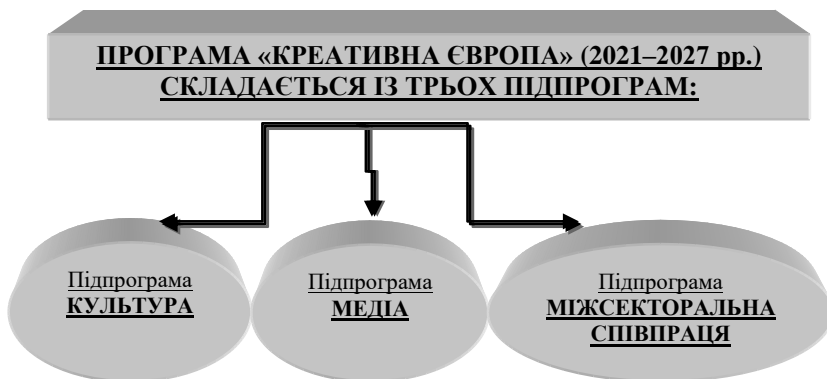 ПРОГРАМА «КРЕАТИВНА ЄВРОПА» (2021–2027 рр.)
СКЛАДАЄТЬСЯ ІЗ ТРЬОХ ПІДПРОГРАМ:
Підпрограма
КУЛЬТУРА
Підпрограма
МЕДІА
Підпрограма
МІЖСЕКТОРАЛЬНА
СПІВПРАЦЯ